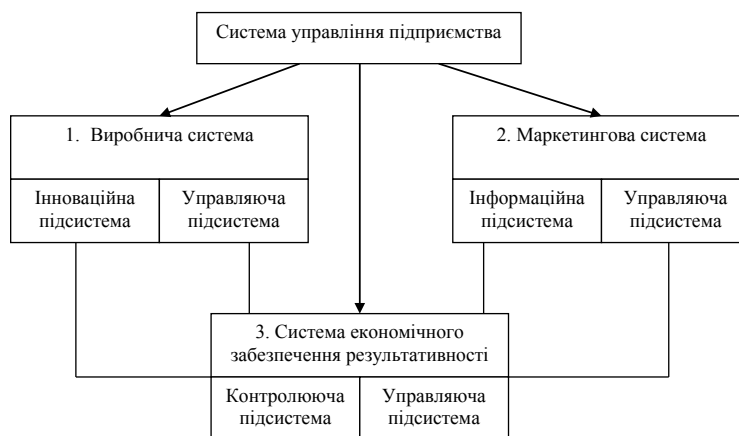 Система управління підприємства
1. Виробнича система
2. Маркетингова система
Інноваційна
підсистема
Управляюча
підсистема
Інформаційна
підсистема
Управляюча
підсистема
3. Система економічного
забезпечення результативності
Контролююча
підсистема
Управляюча
підсистема